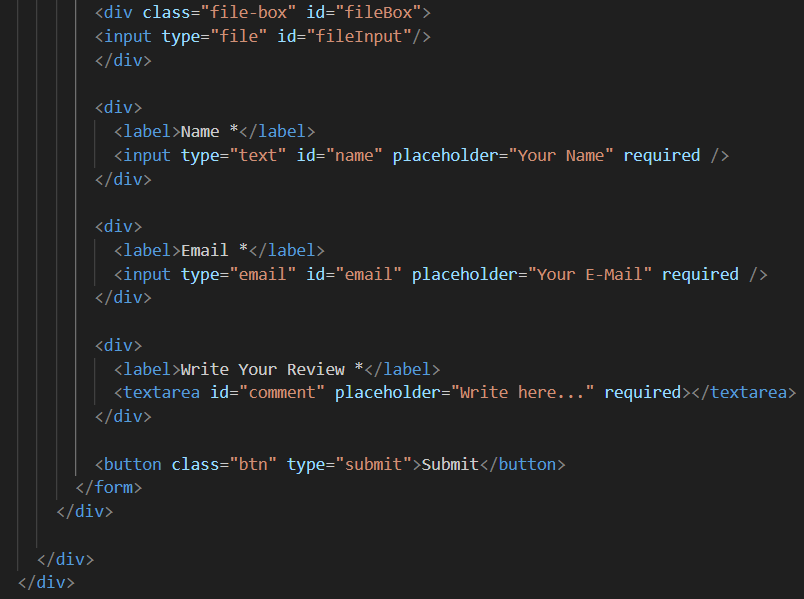 <div class="file-box" id="fileBox">
<input type="file" id="fileInput"/>
</div>
<div>
<label>Name *</label>
<input type="text" id="name" placeholder="Your Name" required />
</div>
<div>
<label>Email *</label>
<input type="email" id="email" placeholder="Your E-Mail" required />
</div>
<div>
<label>Write Your Review *</label>
<textarea id="comment" placeholder="Write here..." required></textarea>
</div>
<button class="btn" type="submit">Submit</button>
</form>
</div>
</div>
</div>